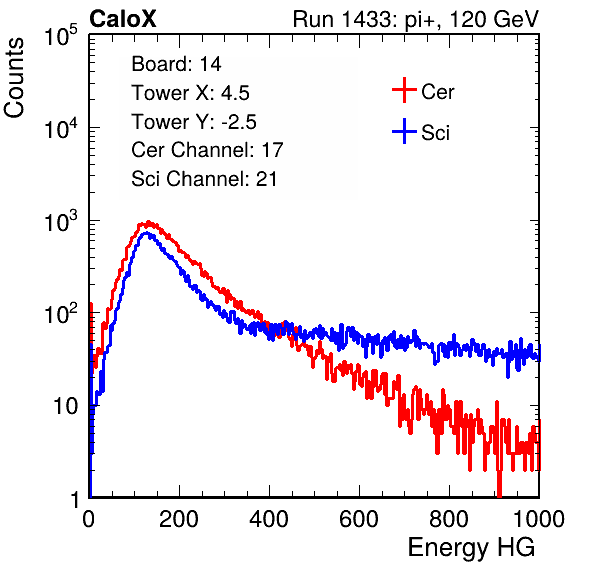 CaloX Run 1433: pi+, 120 GeV
Counts
Board: 14
Tower X: 4.5
Tower Y: -2.5
Cer Channel: 17
Sci Channel: 21
Cer
Sci
10^5
10^4
10^3
10^2
10
1
0 200 400 600 800 1000
Energy HG